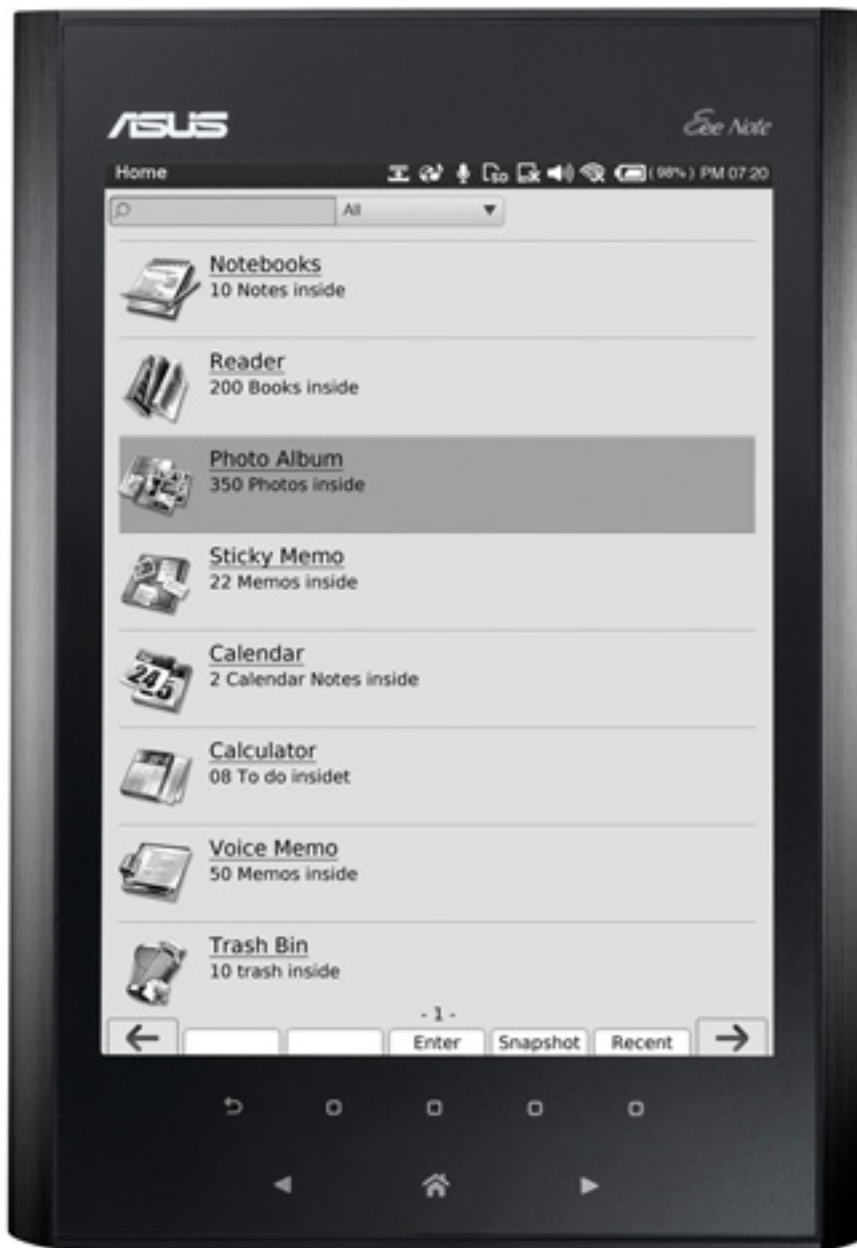 ASUS
Eee Note
Home (98%) PM 07:20
All
Notebooks
10 Notes inside
Reader
200 Books inside
Photo Album
350 Photos inside
Sticky Memo
22 Memos inside
24 25
Calendar
2 Calendar Notes inside
Calculator
08 To do insidet
Voice Memo
50 Memos inside
Trash Bin
10 trash inside
- 1 -
Enter Snapshot Recent